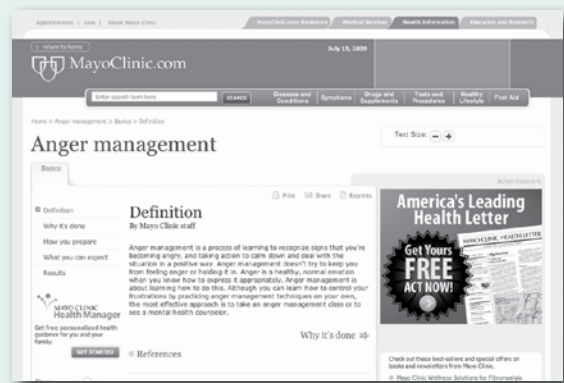 Appointments | Jobs | About Mayo Clinic
MayoClinic.com Bookstore
Medical Services
Health Information
Education and Research
return to home
July 15, 2009
MayoClinic.com
Enter search term here
SEARCH
Diseases and Conditions
Symptoms
Drugs and Supplements
Tests and Procedures
Healthy Lifestyle
First Aid
Home > Anger management > Basics > Definition
Text Size:
Anger management
Basics
Advertisement
Print
Share
Reprints
Definition
Why it's done
How you prepare
What you can expect
Results
Definition
By Mayo Clinic staff
Anger management is a process of learning to recognize signs that you're
becoming angry, and taking action to calm down and deal with the
situation in a positive way. Anger management doesn't try to keep you
from feeling anger or holding it in. Anger is a healthy, normal emotion
when you know how to express it appropriately. Anger management is
about learning how to do this. Although you can learn how to control your
frustrations by practicing anger management techniques on your own,
the most effective approach is to take an anger management class or to
see a mental health counselor.
Why it's done
References
MAYO CLINIC
Health Manager
Get free personalized health
guidance for you and your
family.
GET STARTED
America's Leading
Health Letter
Get Yours
FREE
ACT NOW!
MAYO CLINIC HEALTH LETTER
Check out these best-sellers and special offers on
books and newsletters from Mayo Clinic.
Mayo Clinic Wellness Solutions for Fibromyalgia